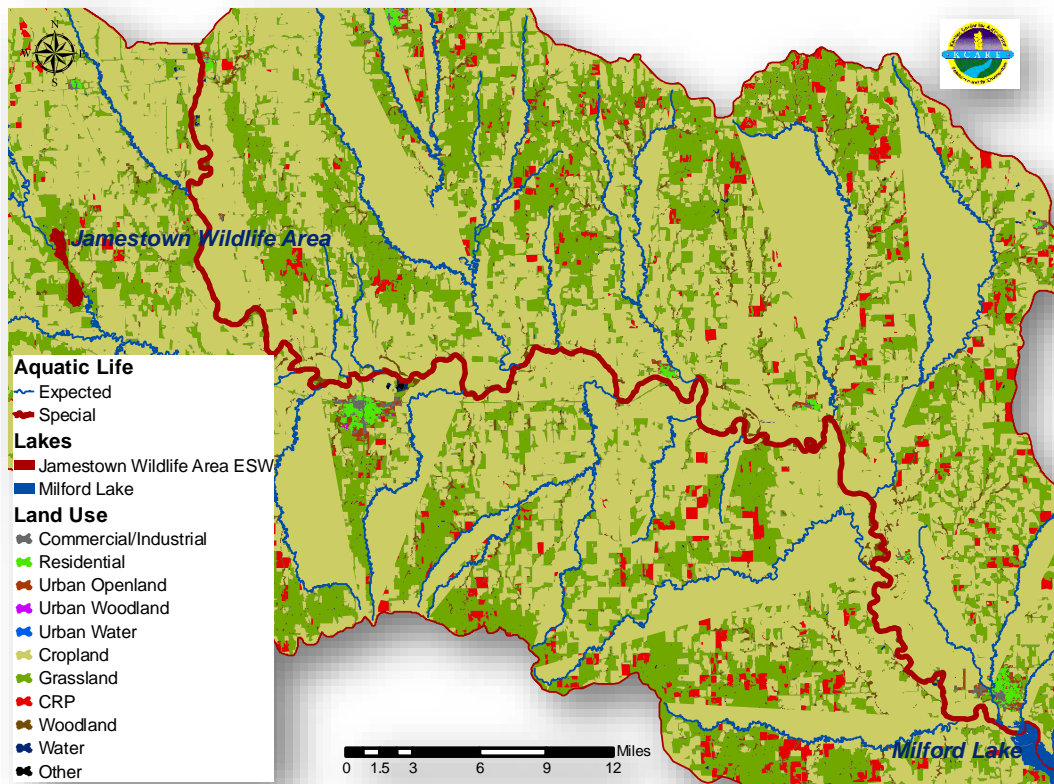 N
W
E
S
KCARE
Jamestown Wildlife Area
Aquatic Life
Expected
Special
Lakes
Jamestown Wildlife Area ESW
Milford Lake
Land Use
Commercial/Industrial
Residential
Urban Openland
Urban Woodland
Urban Water
Cropland
Grassland
CRP
Woodland
Water
Other
Milford Lake
Miles
0 1.5 3 6 9 12